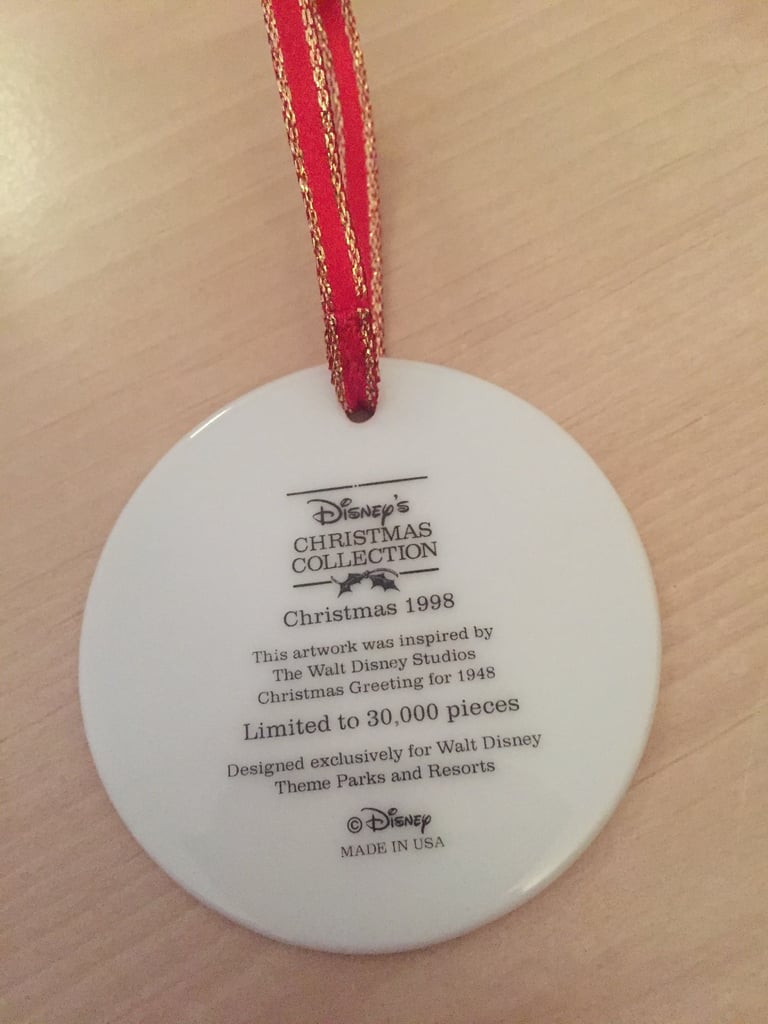 Disney's
CHRISTMAS
COLLECTION
Christmas 1998
This artwork was inspired by
The Walt Disney Studios
Christmas Greeting for 1948
Limited to 30,000 pieces
Designed exclusively for Walt Disney
Theme Parks and Resorts
© Disney
MADE IN USA